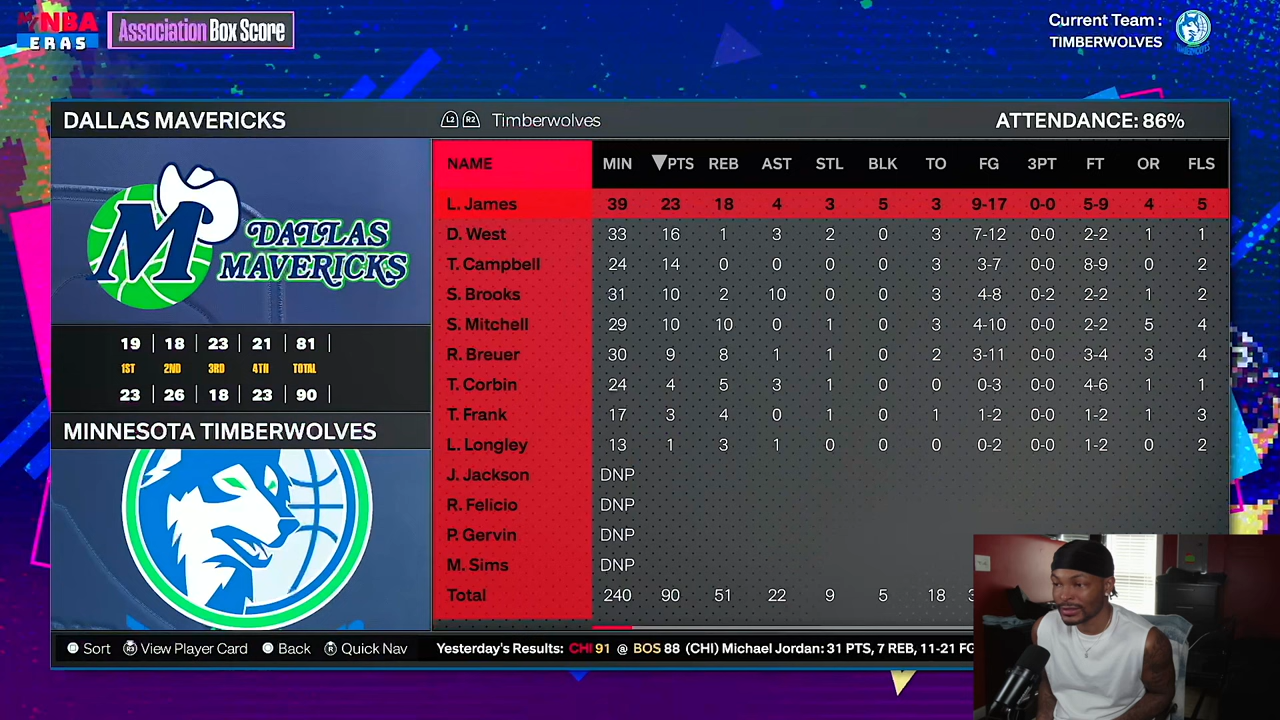 MyNBA
ERAS
Association Box Score
Current Team :
TIMBERWOLVES
DALLAS MAVERICKS
L2 R2 Timberwolves
ATTENDANCE: 86%
M
DALLAS
MAVERICKS
19 18 23 21 81
1ST 2ND 3RD 4TH TOTAL
23 26 18 23 90
MINNESOTA TIMBERWOLVES
NAME MIN PTS REB AST STL BLK TO FG 3PT FT OR FLS
L. James 39 23 18 4 3 5 3 9-17 0-0 5-9 4 5
D. West 33 16 1 3 2 0 3 7-12 0-0 2-2 1 1
T. Campbell 24 14 0 0 0 0 3 3-7 0-0 8-9 0 2
S. Brooks 31 10 2 10 0 0 3 4-8 0-2 2-2 1 2
S. Mitchell 29 10 10 0 1 0 3 4-10 0-0 2-2 5 4
R. Breuer 30 9 8 1 1 0 2 3-11 0-0 3-4 3 4
T. Corbin 24 4 5 3 1 0 0 0-3 0-0 4-6 1 1
T. Frank 17 3 4 0 1 0 1 1-2 0-0 1-2 1 3
L. Longley 13 1 3 1 0 0 0 0-2 0-0 1-2 0 2
J. Jackson DNP
R. Felicio DNP
P. Gervin DNP
M. Sims DNP
Total 240 90 51 22 9 5 18
Sort View Player Card Back Quick Nav Yesterday's Results: CHI 91 @ BOS 88 (CHI) Michael Jordan: 31 PTS, 7 REB, 11-21 FG